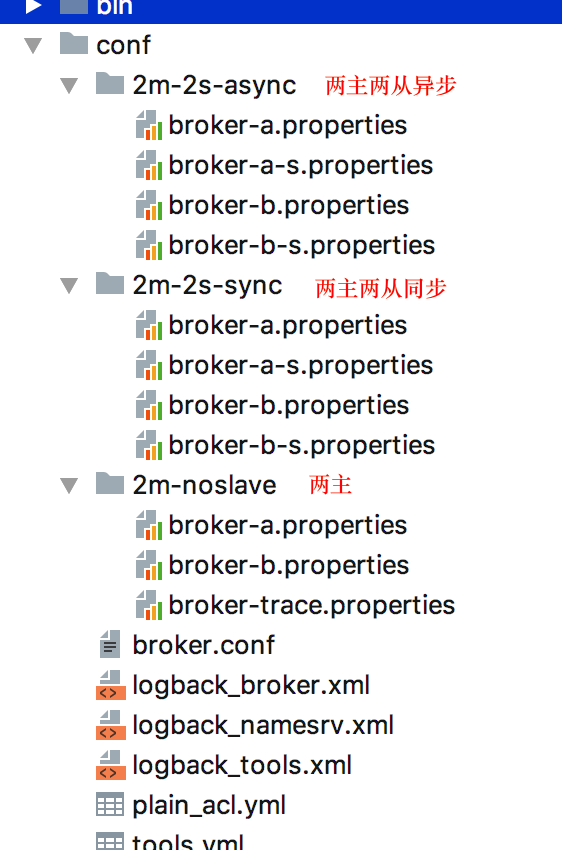 bin
conf
2m-2s-async 两主两从异步
broker-a.properties
broker-a-s.properties
broker-b.properties
broker-b-s.properties
2m-2s-sync 两主两从同步
broker-a.properties
broker-a-s.properties
broker-b.properties
broker-b-s.properties
2m-noslave 两主
broker-a.properties
broker-b.properties
broker-trace.properties
broker.conf
logback_broker.xml
logback_namesrv.xml
logback_tools.xml
plain_acl.yml
tools.yml